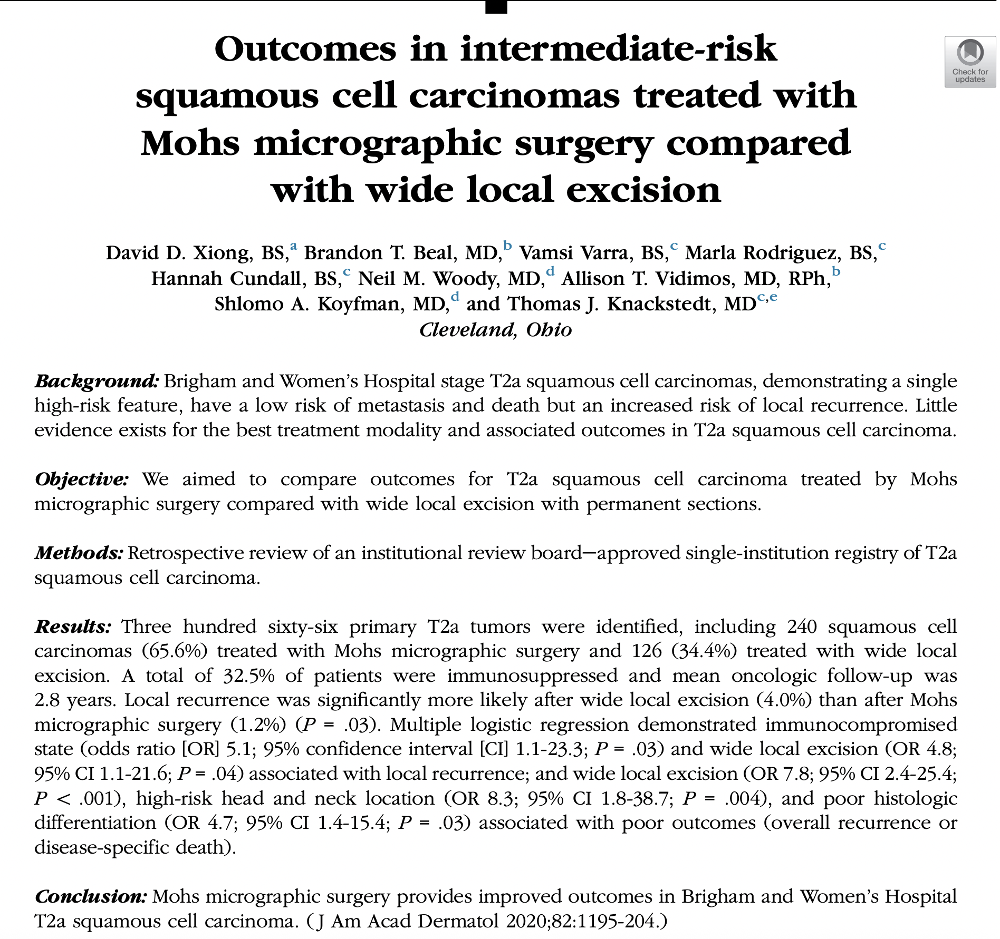 Outcomes in intermediate-risk
squamous cell carcinomas treated with
Mohs micrographic surgery compared
with wide local excision
Check for
updates
David D. Xiong, BS,a Brandon T. Beal, MD,b Vamsi Varra, BS,c Marla Rodriguez, BS,c
Hannah Cundall, BS,c Neil M. Woody, MD,d Allison T. Vidimos, MD, RPh,b
Shlomo A. Koyfman, MD,d and Thomas J. Knackstedt, MDc,e
Cleveland, Ohio
Background: Brigham and Women's Hospital stage T2a squamous cell carcinomas, demonstrating a single
high-risk feature, have a low risk of metastasis and death but an increased risk of local recurrence. Little
evidence exists for the best treatment modality and associated outcomes in T2a squamous cell carcinoma.
Objective: We aimed to compare outcomes for T2a squamous cell carcinoma treated by Mohs
micrographic surgery compared with wide local excision with permanent sections.
Methods: Retrospective review of an institutional review board–approved single-institution registry of T2a
squamous cell carcinoma.
Results: Three hundred sixty-six primary T2a tumors were identified, including 240 squamous cell
carcinomas (65.6%) treated with Mohs micrographic surgery and 126 (34.4%) treated with wide local
excision. A total of 32.5% of patients were immunosuppressed and mean oncologic follow-up was
2.8 years. Local recurrence was significantly more likely after wide local excision (4.0%) than after Mohs
micrographic surgery (1.2%) (P = .03). Multiple logistic regression demonstrated immunocompromised
state (odds ratio [OR] 5.1; 95% confidence interval [CI] 1.1-23.3; P = .03) and wide local excision (OR 4.8;
95% CI 1.1-21.6; P = .04) associated with local recurrence; and wide local excision (OR 7.8; 95% CI 2.4-25.4;
P < .001), high-risk head and neck location (OR 8.3; 95% CI 1.8-38.7; P = .004), and poor histologic
differentiation (OR 4.7; 95% CI 1.4-15.4; P = .03) associated with poor outcomes (overall recurrence or
disease-specific death).
Conclusion: Mohs micrographic surgery provides improved outcomes in Brigham and Women's Hospital
T2a squamous cell carcinoma. ( J Am Acad Dermatol 2020;82:1195-204.)